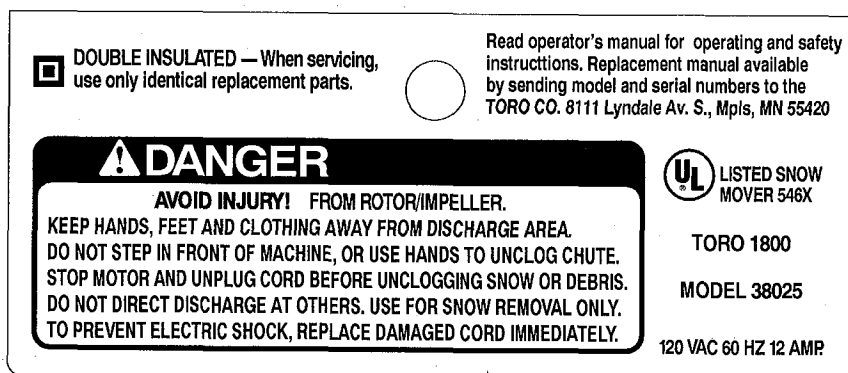 DOUBLE INSULATED — When servicing,
use only identical replacement parts.
Read operator's manual for operating and safety
instructtions. Replacement manual available
by sending model and serial numbers to the
TORO CO. 8111 Lyndale Av. S., Mpls, MN 55420
DANGER
AVOID INJURY! FROM ROTOR/IMPELLER.
KEEP HANDS, FEET AND CLOTHING AWAY FROM DISCHARGE AREA.
DO NOT STEP IN FRONT OF MACHINE, OR USE HANDS TO UNCLOG CHUTE.
STOP MOTOR AND UNPLUG CORD BEFORE UNCLOGGING SNOW OR DEBRIS.
DO NOT DIRECT DISCHARGE AT OTHERS. USE FOR SNOW REMOVAL ONLY.
TO PREVENT ELECTRIC SHOCK, REPLACE DAMAGED CORD IMMEDIATELY.
UL ® LISTED SNOW
MOVER 546X
TORO 1800
MODEL 38025
120 VAC 60 HZ 12 AMP.